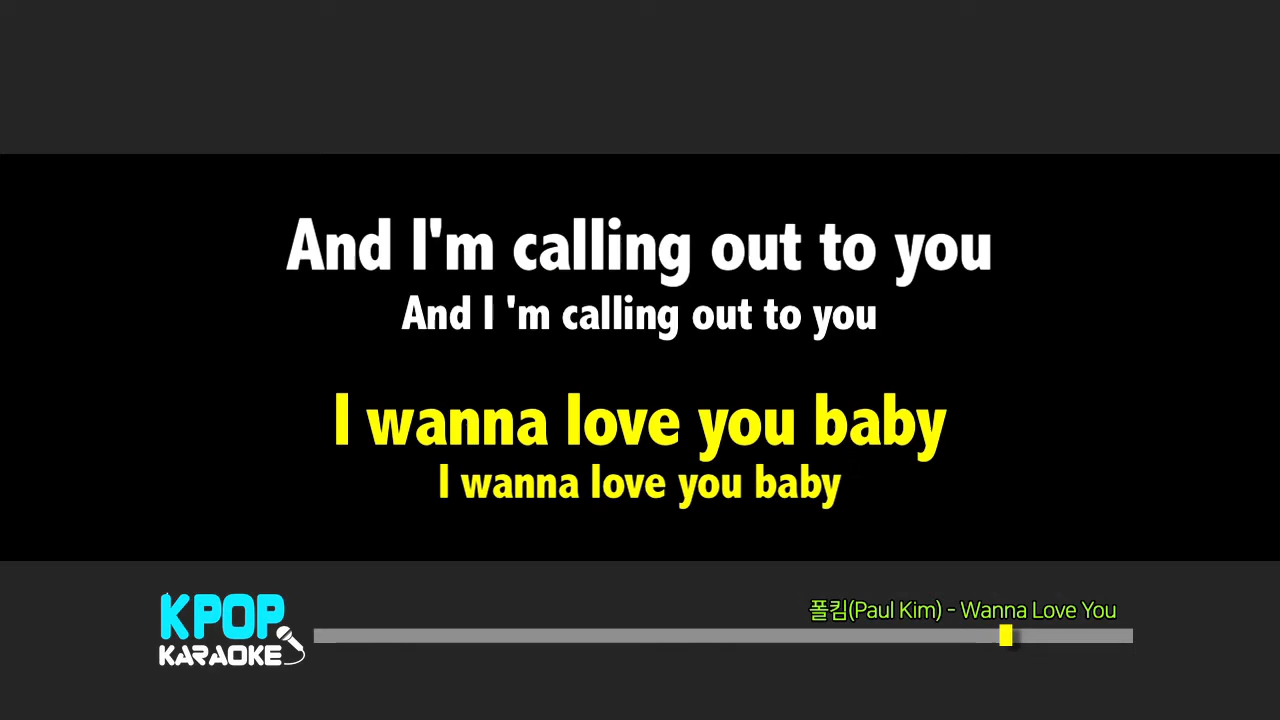 And I'm calling out to you
And I 'm calling out to you
I wanna love you baby
I wanna love you baby
폴킴(Paul Kim) - Wanna Love You
KPOP
KARAOKE